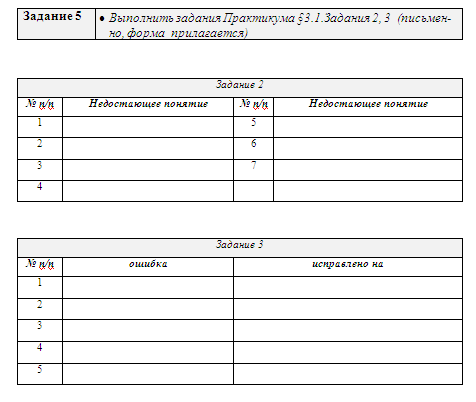 Задание 5 • Выполнить задания Практикума §3.1.Задания 2, 3 (письмен-
но, форма прилагается)
Задание 2
№ п/п Недостающее понятие № п/п Недостающее понятие
1 5
2 6
3 7
4
Задание 3
№ п/п ошибка исправлено на
1
2
3
4
5